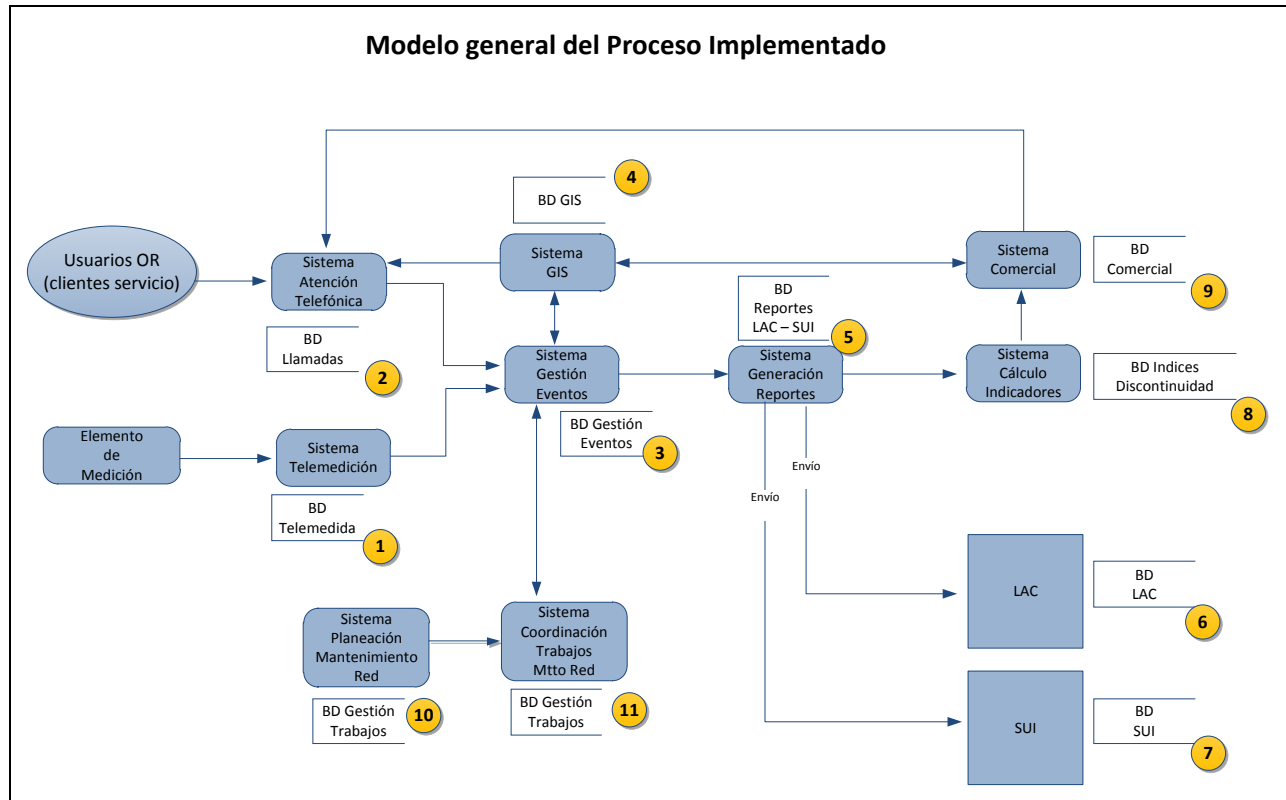 Modelo general del Proceso Implementado
4
BD GIS
Usuarios OR
(clientes servicio)
Sistema
Atención
Telefónica
Sistema
GIS
Sistema
Comercial
BD
Comercial
9
BD
Reportes
LAC – SUI
5
BD
Llamadas
2
Sistema
Gestión
Eventos
Sistema
Generación
Reportes
Sistema
Cálculo
Indicadores
BD Indices
Discontinuidad
8
BD Gestión
Eventos
3
Elemento
de
Medición
Sistema
Telemedición
BD
Telemedida
1
Envío
Envío
LAC
BD
LAC
6
Sistema
Planeación
Mantenimiento
Red
Sistema
Coordinación
Trabajos
Mtto Red
BD Gestión
Trabajos
10
BD Gestión
Trabajos
11
SUI
BD
SUI
7